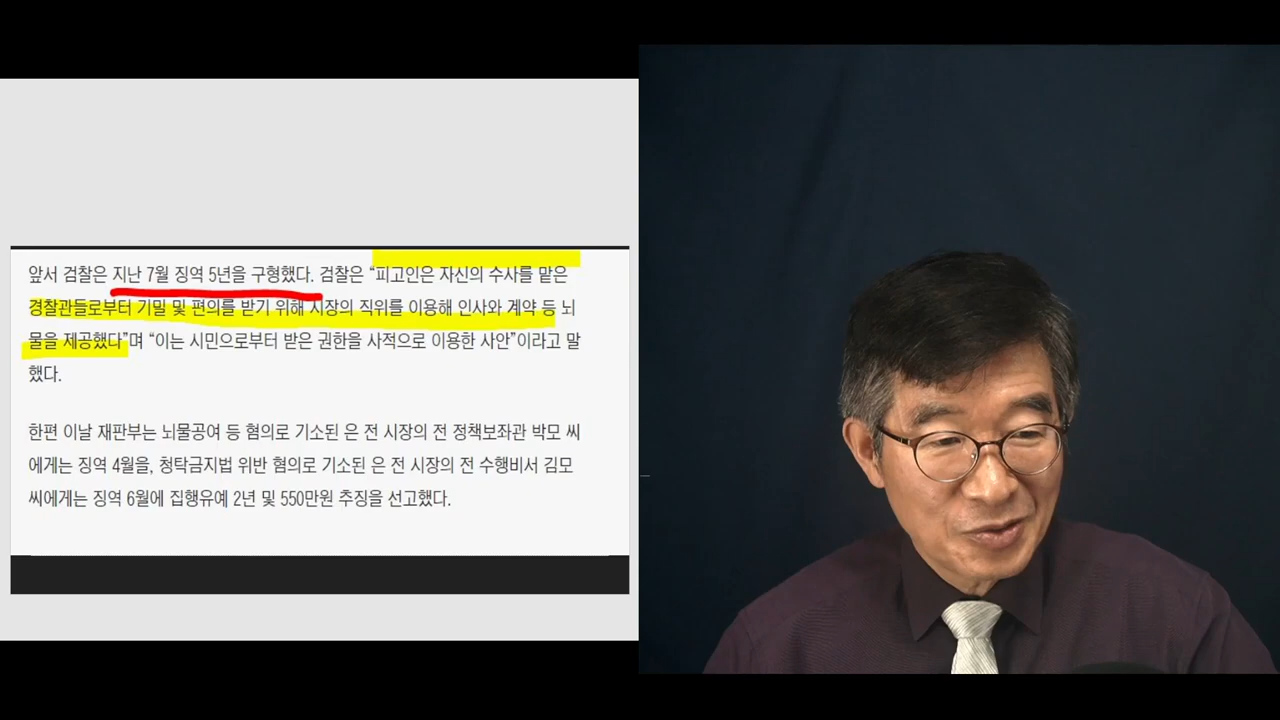 앞서 검찰은 지난 7월 징역 5년을 구형했다. 검찰은 “피고인은 자신의 수사를 맡은
경찰관들로부터 기밀 및 편의를 받기 위해 시장의 직위를 이용해 인사와 계약 등 뇌
물을 제공했다”며 “이는 시민으로부터 받은 권한을 사적으로 이용한 사안”이라고 말
했다.
한편 이날 재판부는 뇌물공여 등 혐의로 기소된 은 전 시장의 전 정책보좌관 박모 씨
에게는 징역 4월을, 청탁금지법 위반 혐의로 기소된 은 전 시장의 전 수행비서 김모
씨에게는 징역 6월에 집행유예 2년 및 550만원 추징을 선고했다.